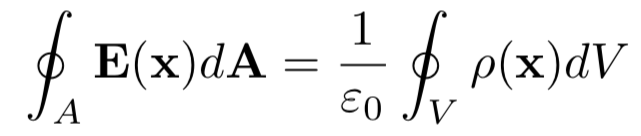 ∮_A 𝐄(𝐱)d𝐀 = 1/ε₀ ∮_V ρ(𝐱)dV